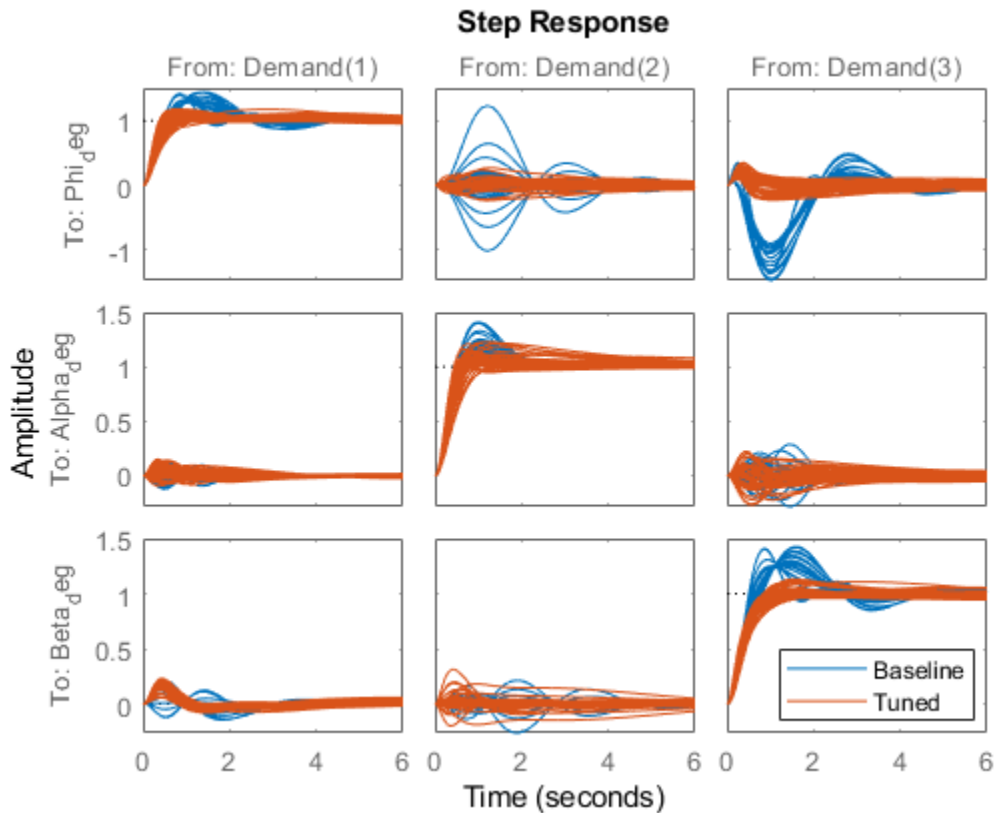 Step Response
From: Demand(1) From: Demand(2) From: Demand(3)
To: Phi_deg
1
0
-1
Amplitude
To: Alpha_deg
1.5
1
0.5
0
To: Beta_deg
1.5
1
0.5
0
Baseline
Tuned
0 2 4 6 0 2 4 6 0 2 4 6
Time (seconds)